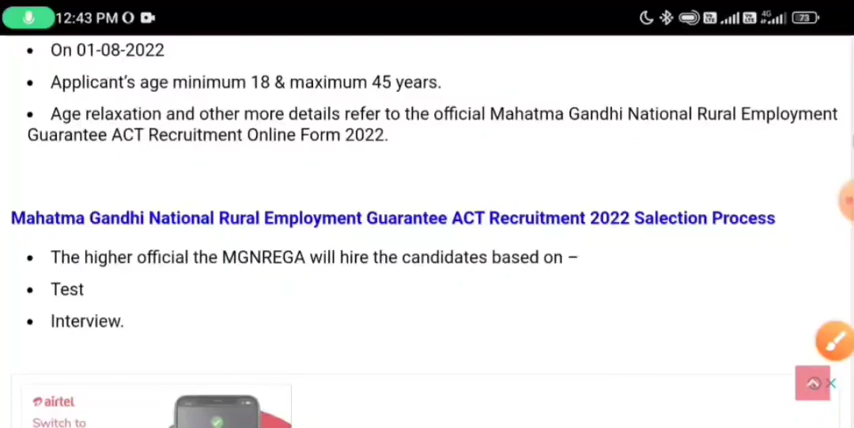 12:43 PM
4G
73
• On 01-08-2022
• Applicant's age minimum 18 & maximum 45 years.
• Age relaxation and other more details refer to the official Mahatma Gandhi National Rural Employment
Guarantee ACT Recruitment Online Form 2022.
Mahatma Gandhi National Rural Employment Guarantee ACT Recruitment 2022 Salection Process
• The higher official the MGNREGA will hire the candidates based on –
• Test
• Interview.
airtel
Switch to